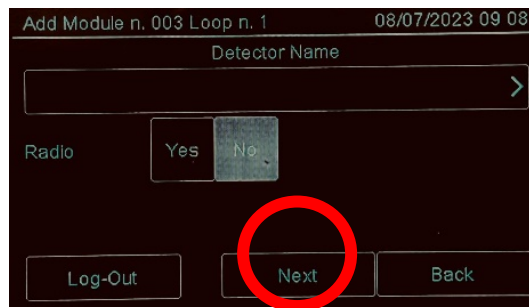 Add Module n. 003 Loop n. 1 08/07/2023 09 08
Detector Name
>
Radio Yes No
Log-Out Next Back